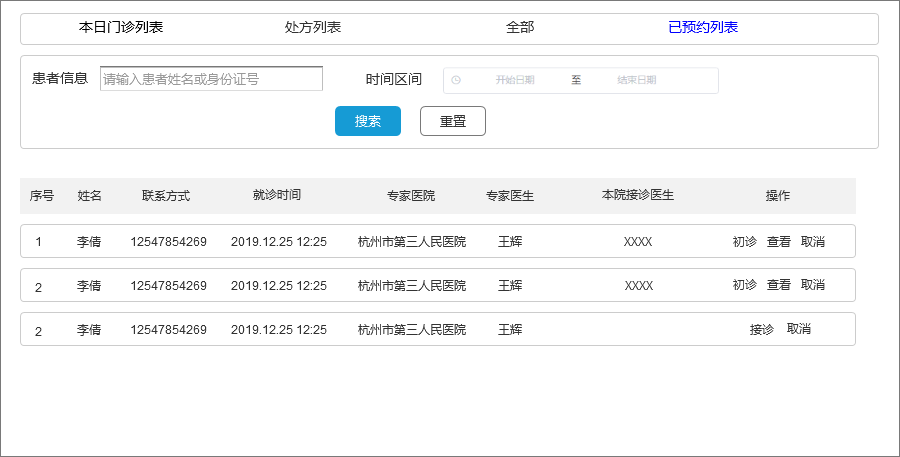 本日门诊列表 处方列表 全部 已预约列表
患者信息 请输入患者姓名或身份证号 时间区间 开始日期 至 结束日期
搜索 重置
序号 姓名 联系方式 就诊时间 专家医院 专家医生 本院接诊医生 操作
1 李倩 12547854269 2019.12.25 12:25 杭州市第三人民医院 王辉 XXXX 初诊 查看 取消
2 李倩 12547854269 2019.12.25 12:25 杭州市第三人民医院 王辉 XXXX 初诊 查看 取消
2 李倩 12547854269 2019.12.25 12:25 杭州市第三人民医院 王辉 接诊 取消